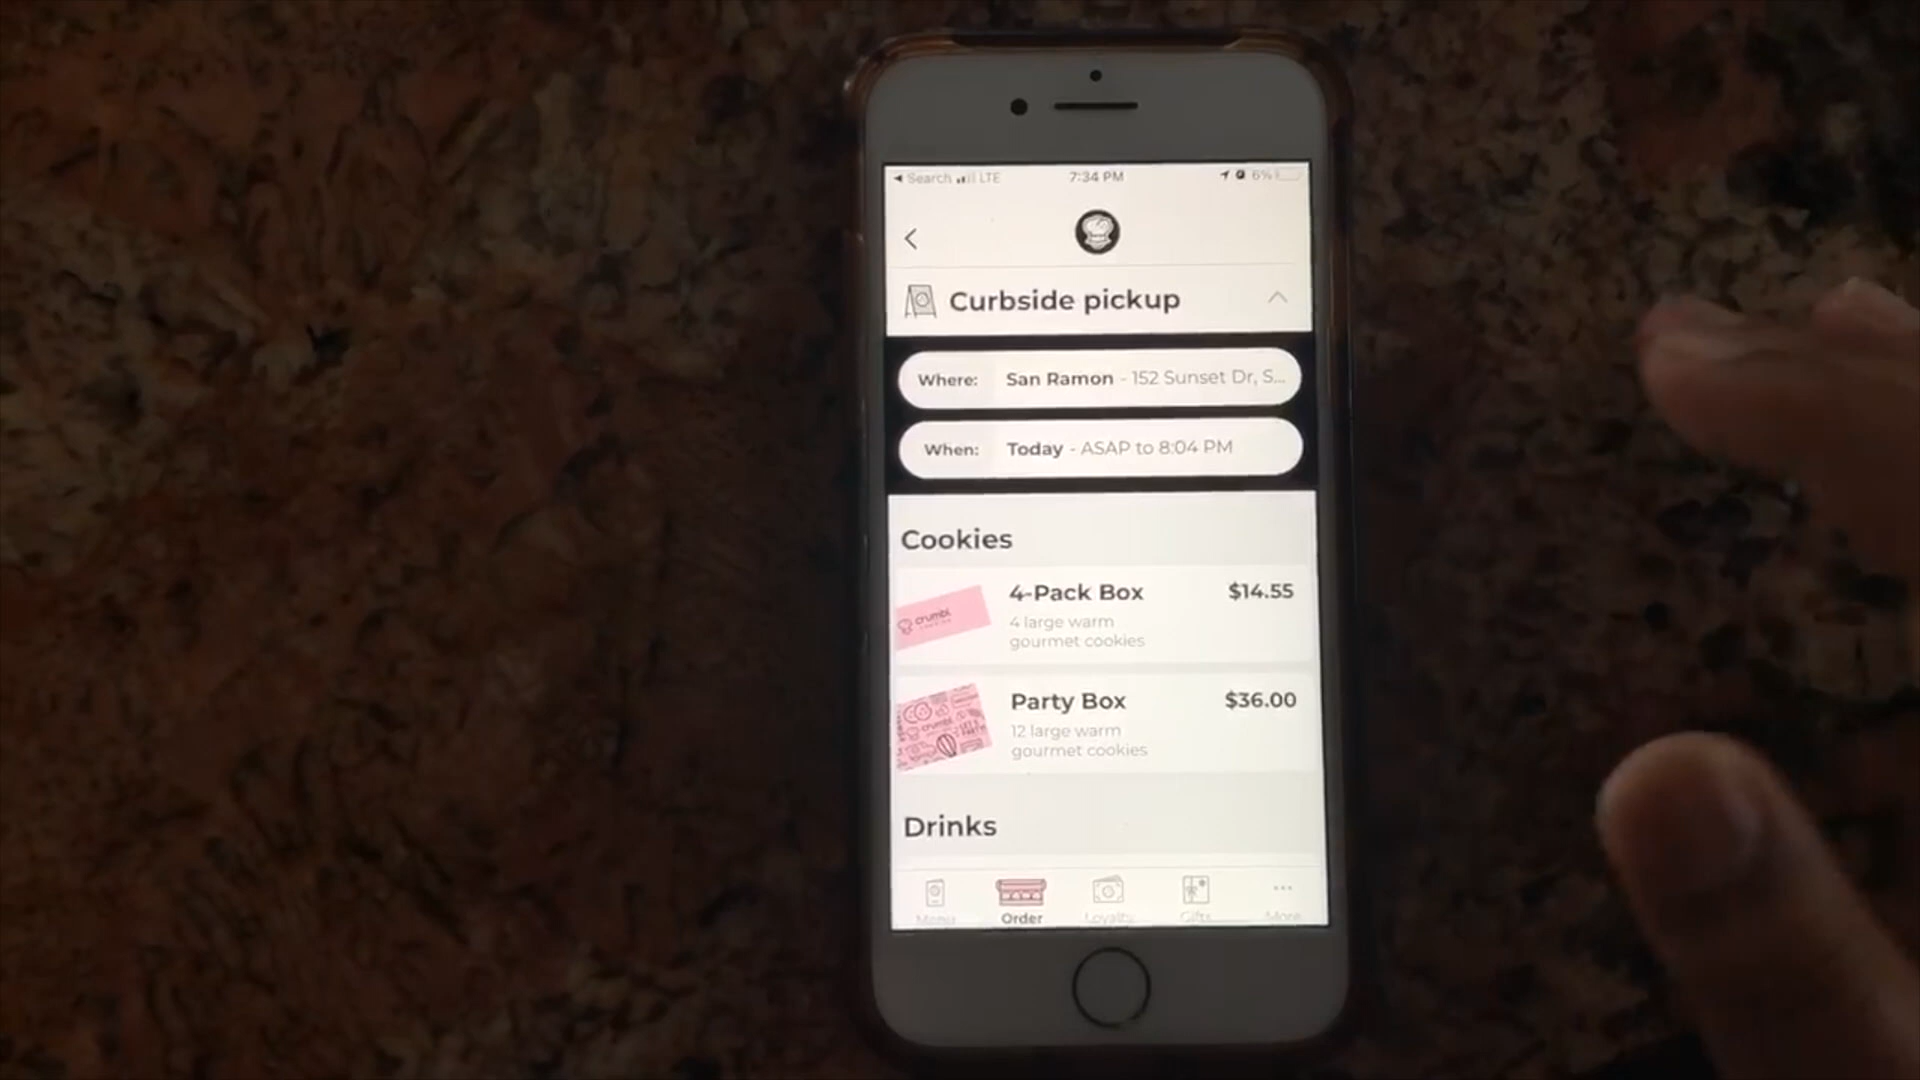 ◄ Search LTE 7:34 PM 6%
Curbside pickup
Where: San Ramon - 152 Sunset Dr, S...
When: Today - ASAP to 8:04 PM
Cookies
4-Pack Box $14.55
4 large warm
gourmet cookies
crumbl
Party Box $36.00
12 large warm
gourmet cookies
crumbl
Drinks
Menu Order Loyalty Gifts More